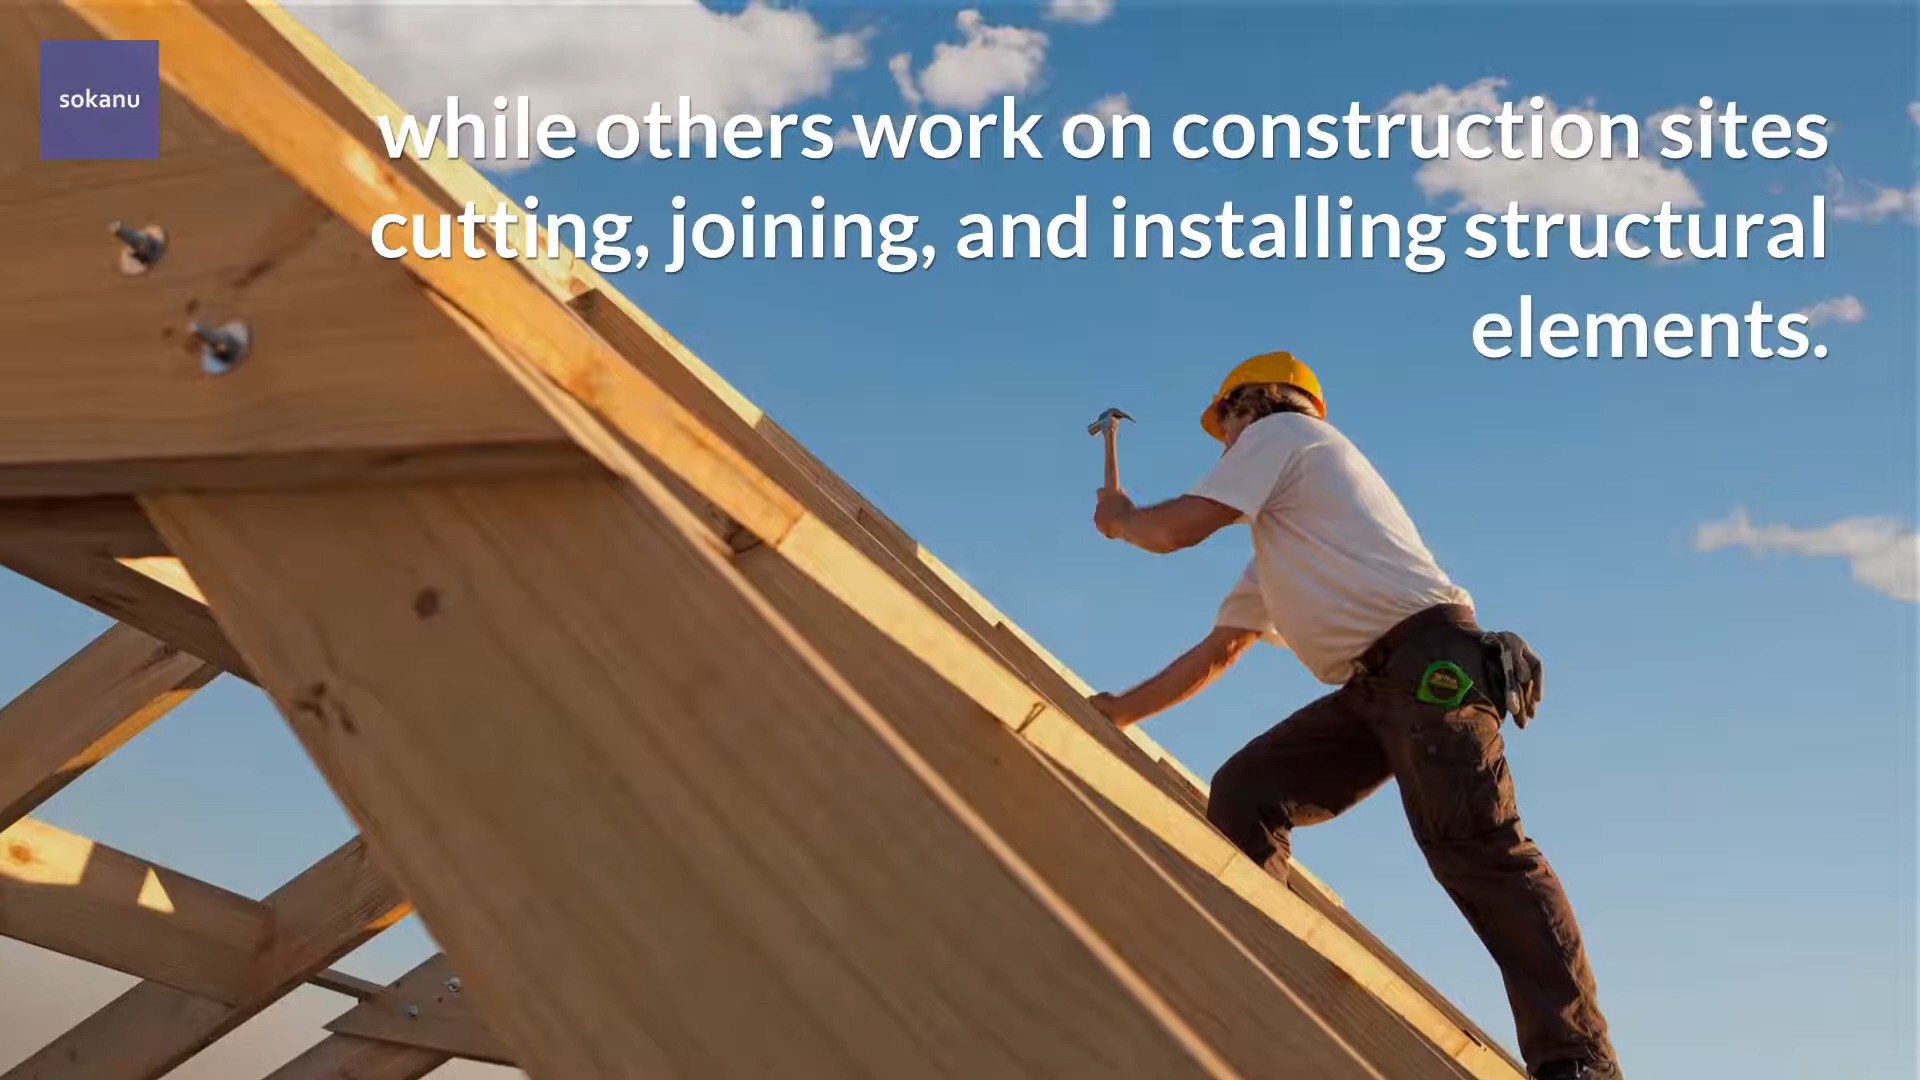 sokanu
while others work on construction sites
cutting, joining, and installing structural
elements.